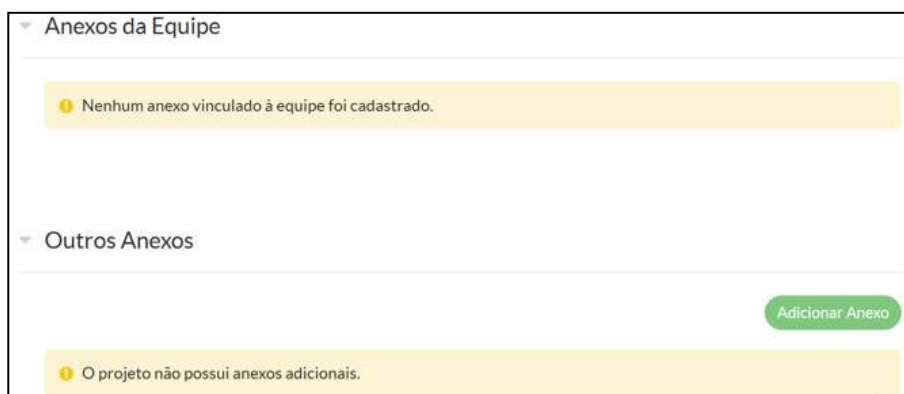 Anexos da Equipe
Nenhum anexo vinculado à equipe foi cadastrado.
Outros Anexos
Adicionar Anexo
O projeto não possui anexos adicionais.